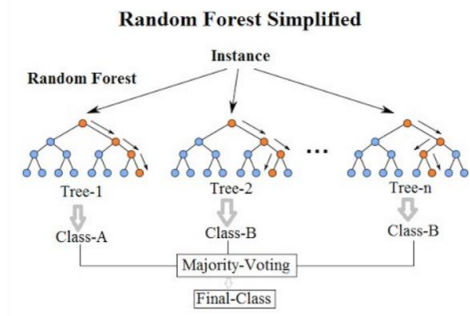 Random Forest Simplified
Instance
Random Forest
...
Tree-1 Tree-2 Tree-n
Class-A Class-B Class-B
Majority-Voting
Final-Class